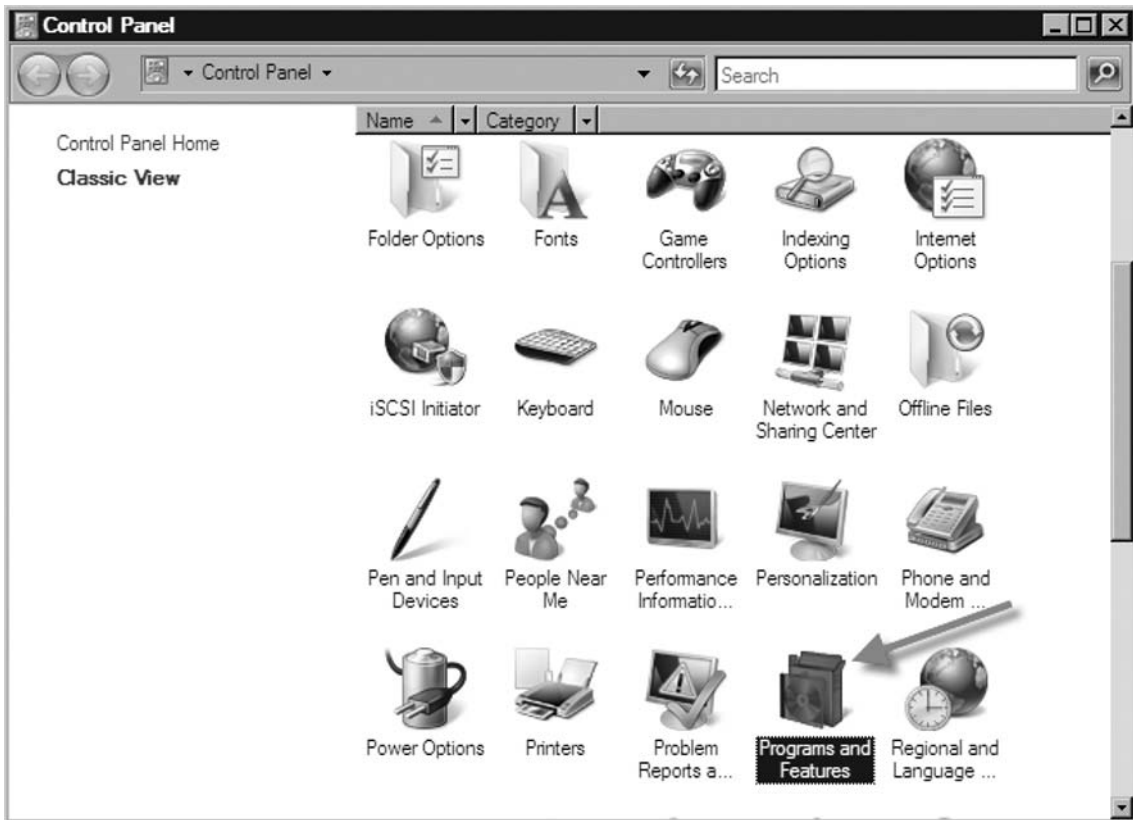 Control Panel
Control Panel
Search
Control Panel Home
Classic View
Name
Category
Folder Options
Fonts
Game
Controllers
Indexing
Options
Internet
Options
iSCSI Initiator
Keyboard
Mouse
Network and
Sharing Center
Offline Files
Pen and Input
Devices
People Near
Me
Performance
Informatio...
Personalization
Phone and
Modem ...
Power Options
Printers
Problem
Reports a...
Programs and
Features
Regional and
Language ...